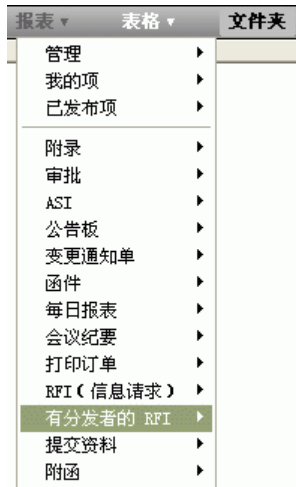 报表 表格 文件夹
管理
我的项
已发布项
附录
审批
ASI
公告板
变更通知单
函件
每日报表
会议纪要
打印订单
RFI(信息请求)
有分发者的 RFI
提交资料
附函